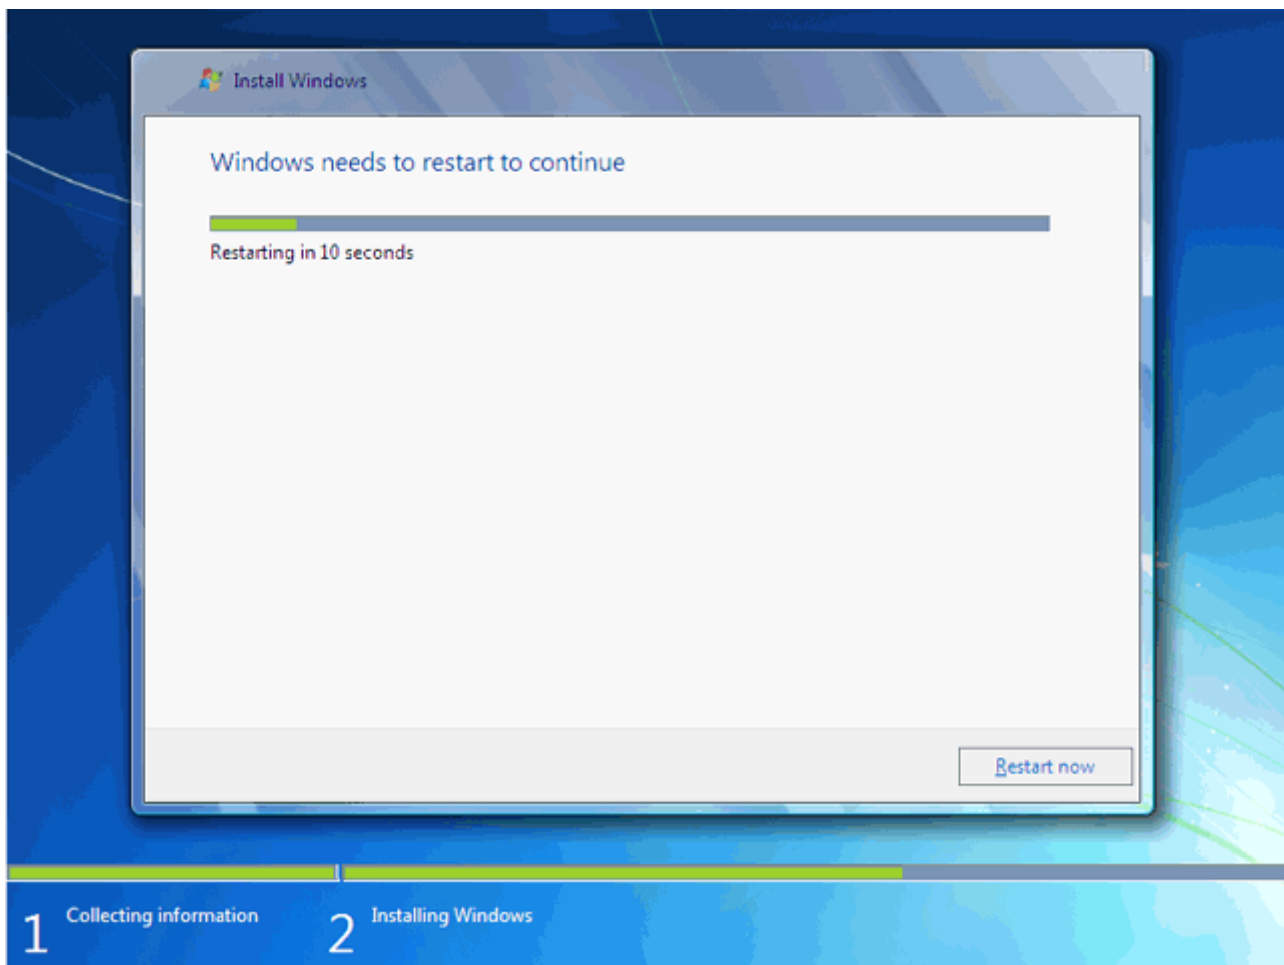 Install Windows
Windows needs to restart to continue
Restarting in 10 seconds
Restart now
1 Collecting information
2 Installing Windows